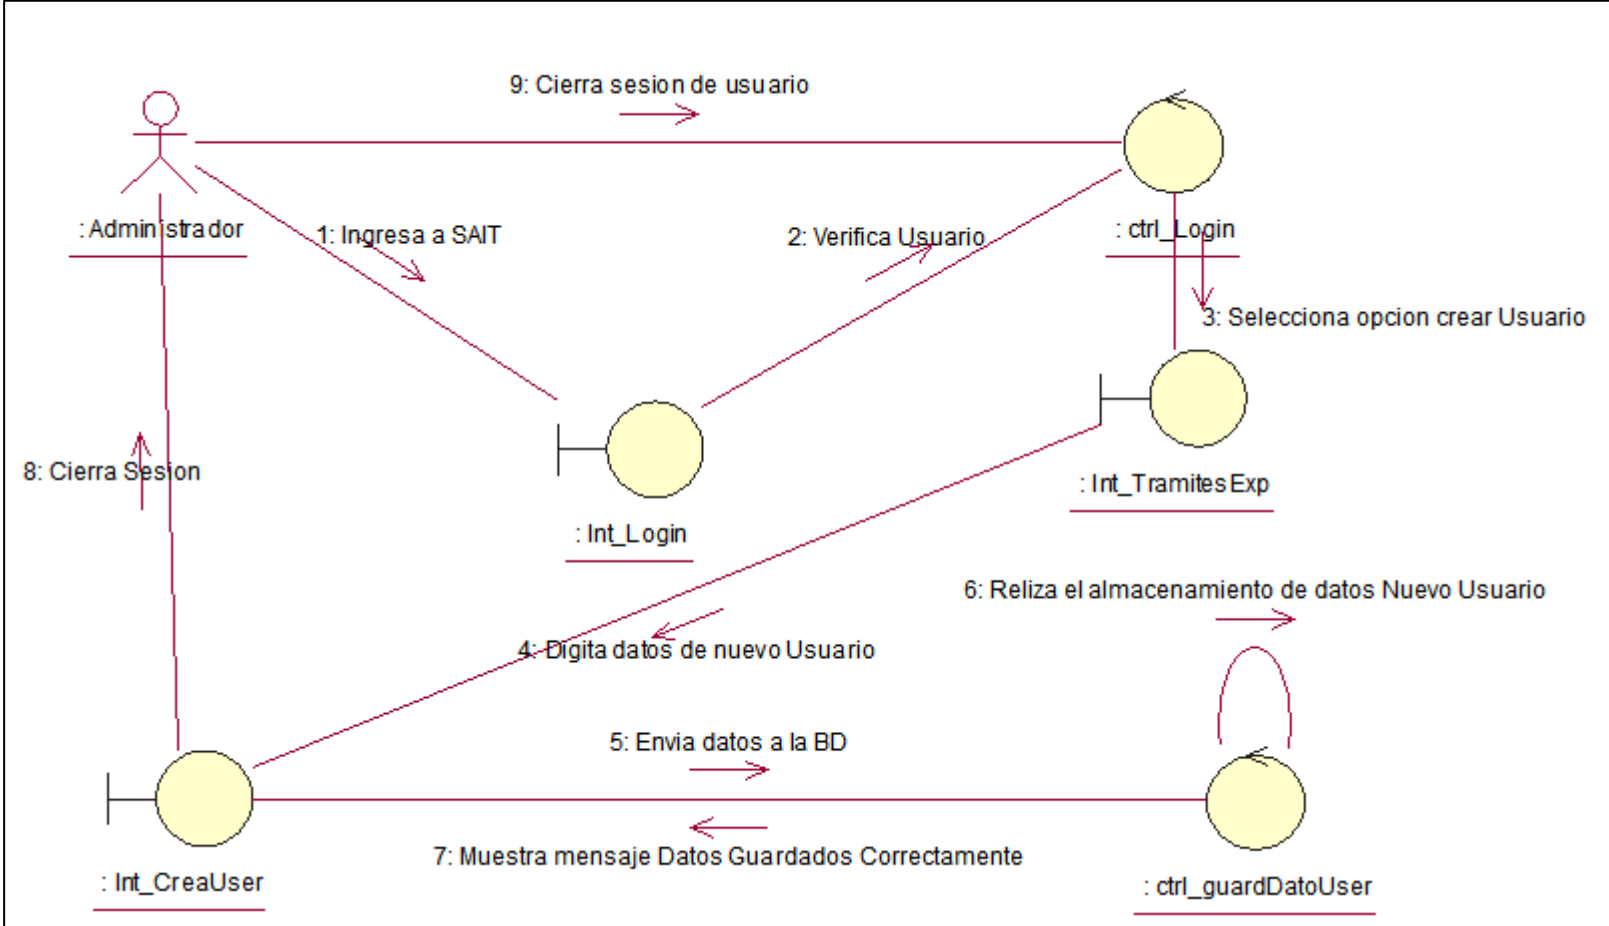 9: Cierra sesion de usuario
: Administrador
1: Ingresa a SAIT
2: Verifica Usuario
: ctrl_Login
3: Selecciona opcion crear Usuario
8: Cierra Sesion
: Int_TramitesExp
: Int_Login
6: Reliza el almacenamiento de datos Nuevo Usuario
4: Digita datos de nuevo Usuario
5: Envia datos a la BD
7: Muestra mensaje Datos Guardados Correctamente
: Int_CreaUser
: ctrl_guardDatoUser